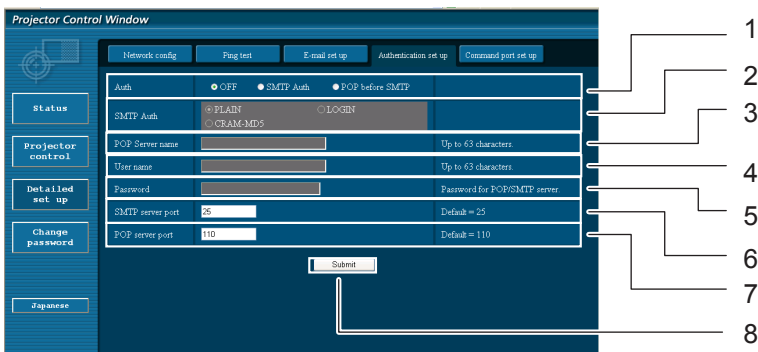 Projector Control Window
Network config Ping test E-mail set up Authentication set up Command port set up
Auth OFF SMTP Auth POP before SMTP
SMTP Auth PLAIN LOGIN
CRAM-MD5
POP Server name Up to 63 characters.
User name Up to 63 characters.
Password Password for POP/SMTP server.
SMTP server port 25 Default = 25
POP server port 110 Default = 110
Submit
Status
Projector
control
Detailed
set up
Change
password
Japanese
1
2
3
4
5
6
7
8